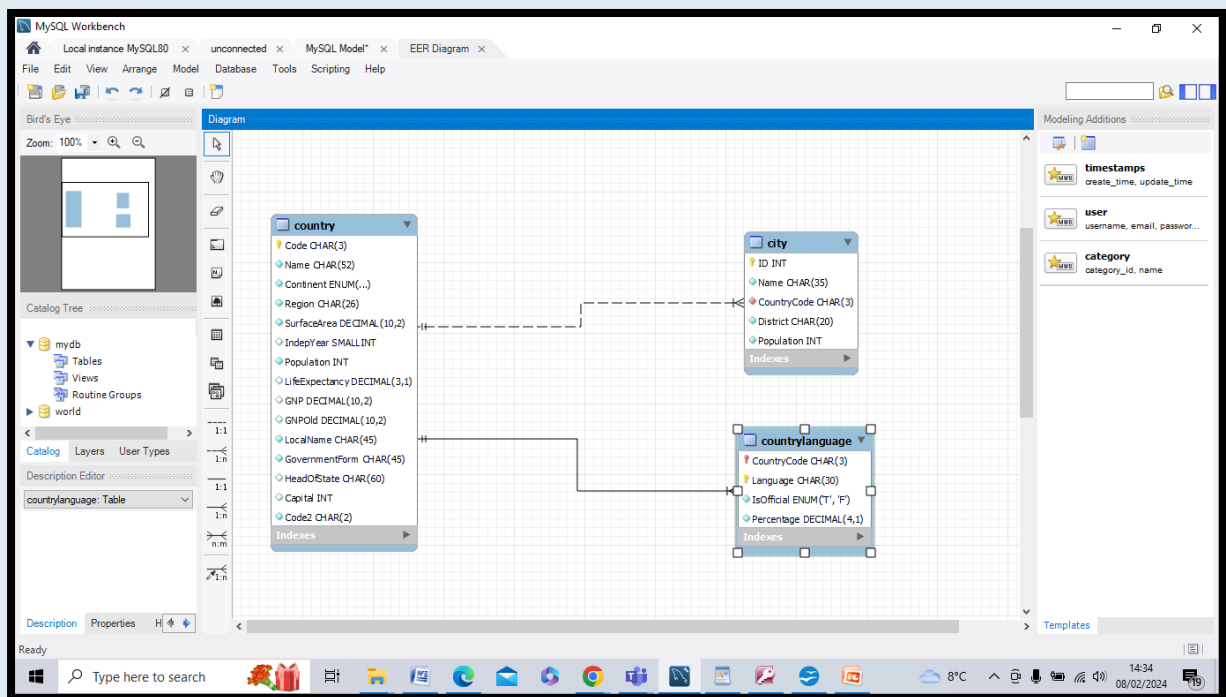 MySQL Workbench
Local instance MySQL80 × unconnected × MySQL Model* × EER Diagram ×
File Edit View Arrange Model Database Tools Scripting Help
Bird's Eye
Zoom: 100%
Diagram
Modeling Additions
timestamps
create_time, update_time
user
username, email, passwor...
category
category_id, name
Catalog Tree
mydb
Tables
Views
Routine Groups
world
Catalog Layers User Types
Description Editor
countrylanguage: Table
Description Properties H
1:1
1:n
1:1
1:n
n:m
1:n
country
Code CHAR(3)
Name CHAR(52)
Continent ENUM(...)
Region CHAR(26)
SurfaceArea DECIMAL(10,2)
IndepYear SMALLINT
Population INT
LifeExpectancy DECIMAL(3,1)
GNP DECIMAL(10,2)
GNPOld DECIMAL(10,2)
LocalName CHAR(45)
GovernmentForm CHAR(45)
HeadOfState CHAR(60)
Capital INT
Code2 CHAR(2)
Indexes
city
ID INT
Name CHAR(35)
CountryCode CHAR(3)
District CHAR(20)
Population INT
Indexes
countrylanguage
CountryCode CHAR(3)
Language CHAR(30)
IsOfficial ENUM('T', 'F')
Percentage DECIMAL(4,1)
Indexes
Templates
Ready
Type here to search
8°C
14:34
08/02/2024